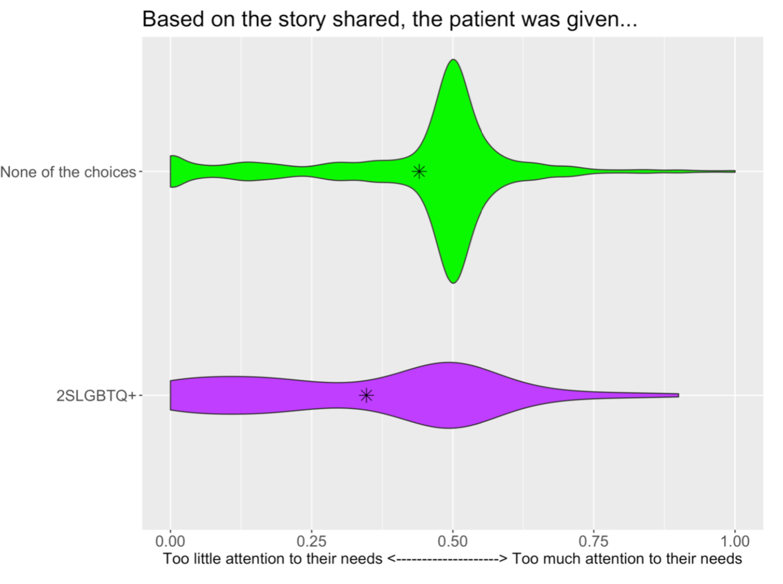 Based on the story shared, the patient was given...
None of the choices
2SLGBTQ+
0.00 0.25 0.50 0.75 1.00
Too little attention to their needs <--------------------> Too much attention to their needs